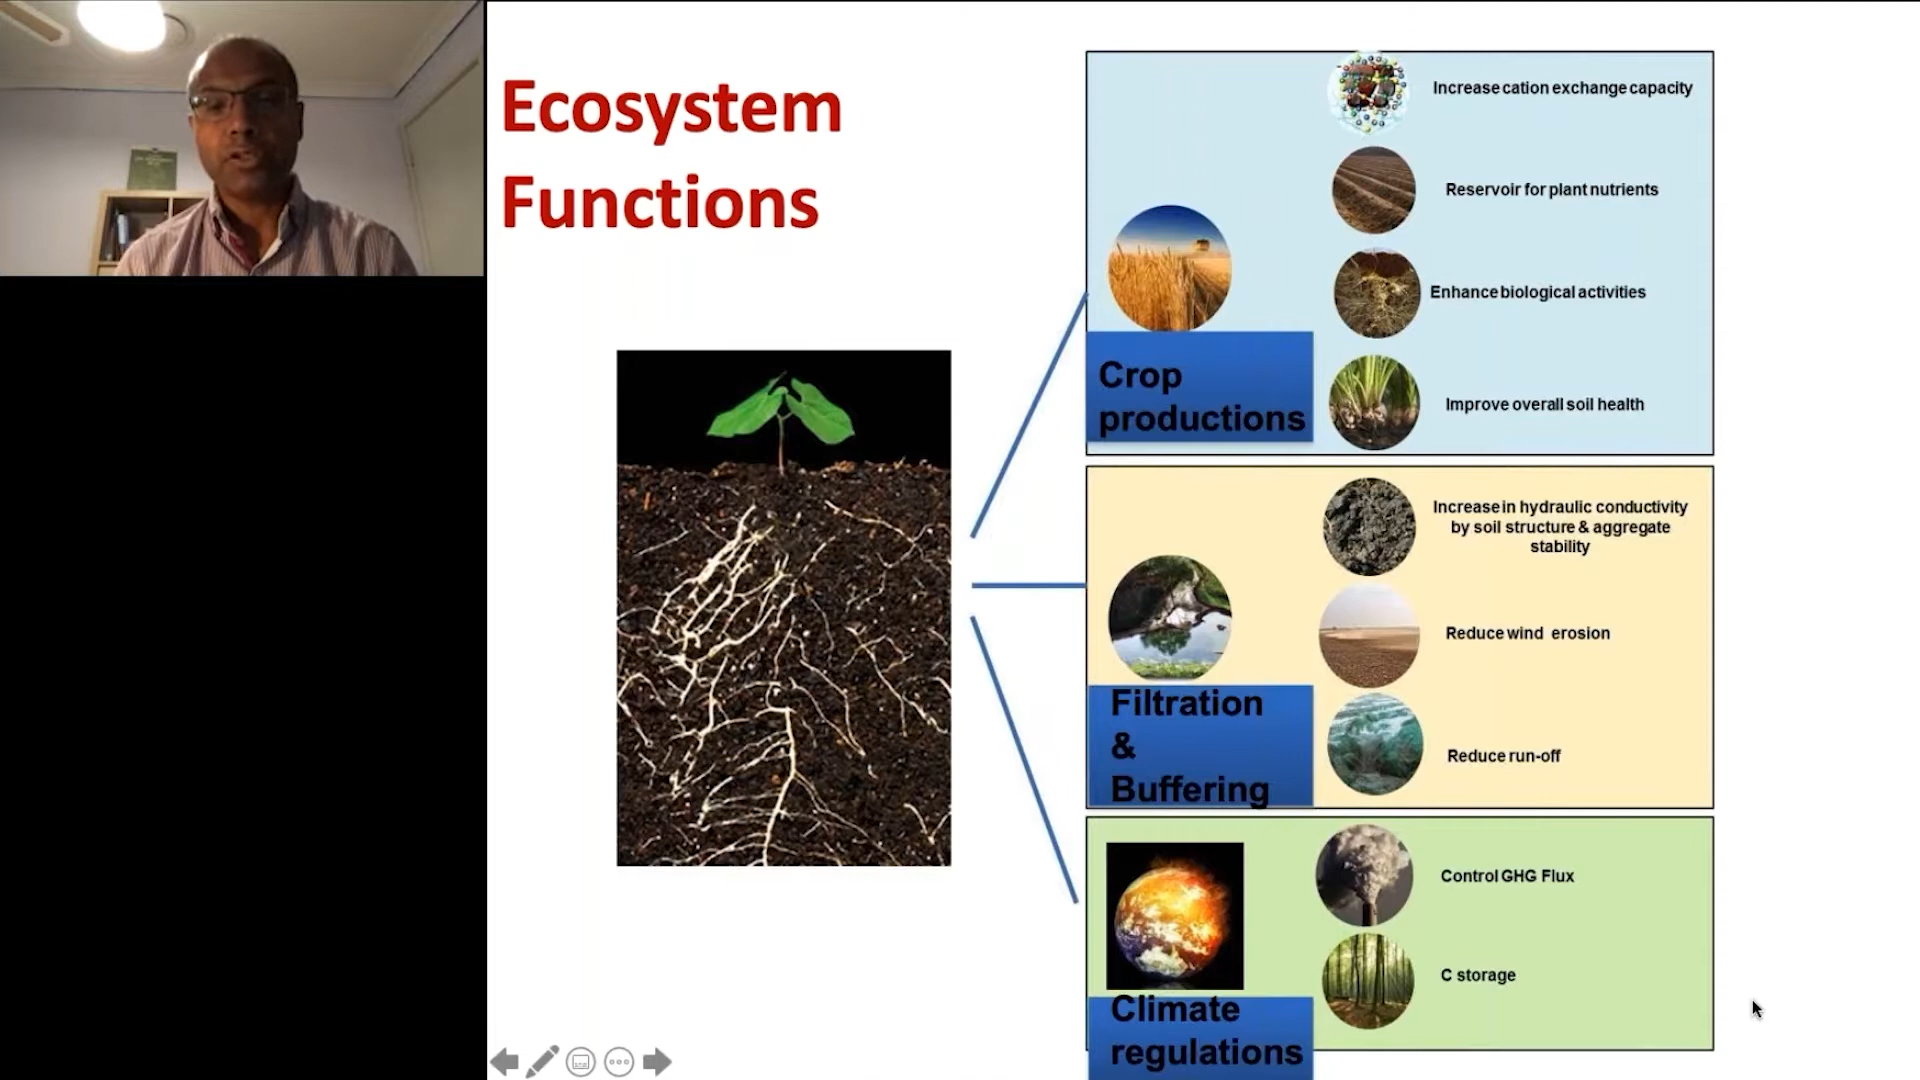 Ecosystem
Functions
Increase cation exchange capacity
Reservoir for plant nutrients
Enhance biological activities
Improve overall soil health
Crop
productions
Increase in hydraulic conductivity
by soil structure & aggregate
stability
Reduce wind erosion
Reduce run-off
Filtration
&
Buffering
Control GHG Flux
C storage
Climate
regulations